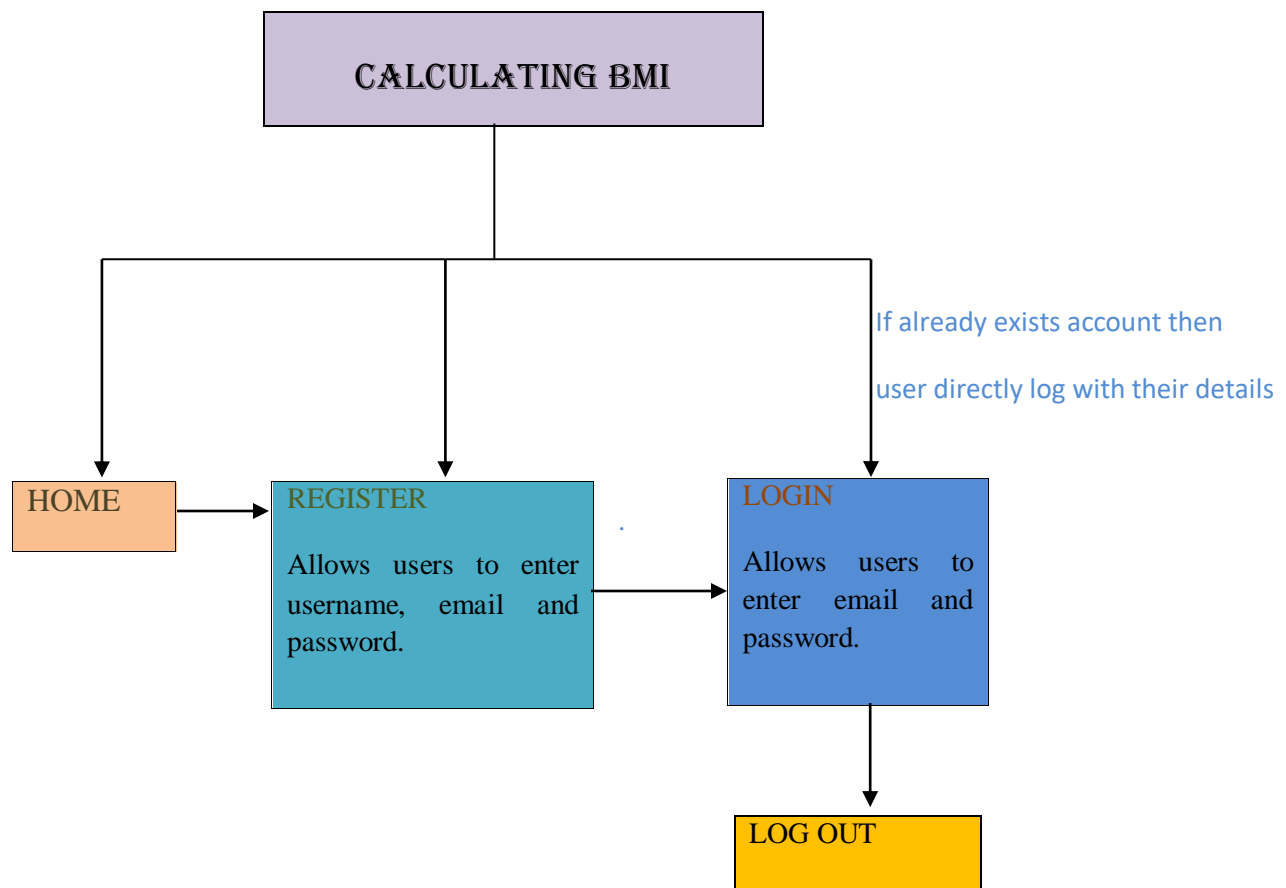 CALCULATING BMI
If already exists account then
user directly log with their details
HOME
REGISTER
Allows users to enter
username, email and
password.
.
LOGIN
Allows users to
enter email and
password.
LOG OUT